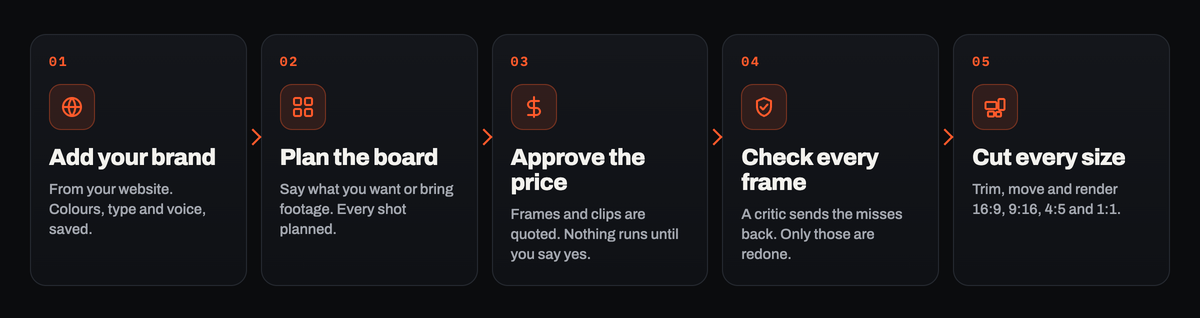 01
Add your brand
From your website.
Colours, type and voice,
saved.
02
Plan the board
Say what you want or bring
footage. Every shot
planned.
03
Approve the
price
Frames and clips are
quoted. Nothing runs until
you say yes.
04
Check every
frame
A critic sends the misses
back. Only those are
redone.
05
Cut every size
Trim, move and render
16:9, 9:16, 4:5 and 1:1.